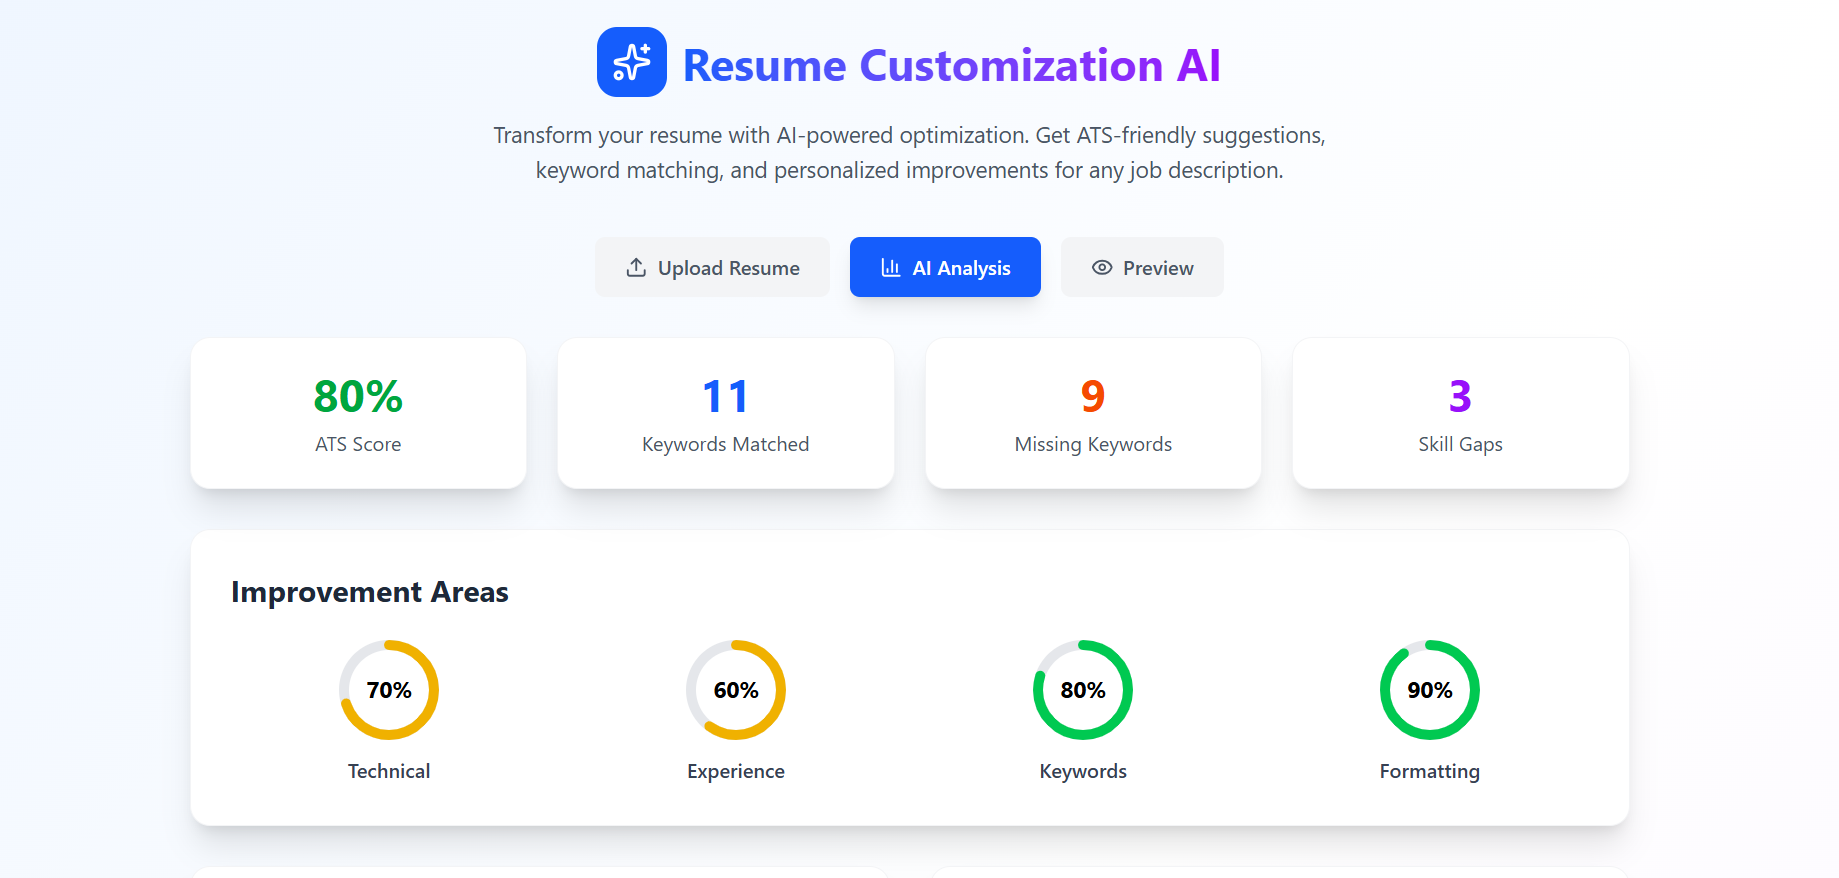 Resume Customization AI
Transform your resume with AI-powered optimization. Get ATS-friendly suggestions,
keyword matching, and personalized improvements for any job description.
Upload Resume
AI Analysis
Preview
80%
ATS Score
11
Keywords Matched
9
Missing Keywords
3
Skill Gaps
Improvement Areas
70%
Technical
60%
Experience
80%
Keywords
90%
Formatting